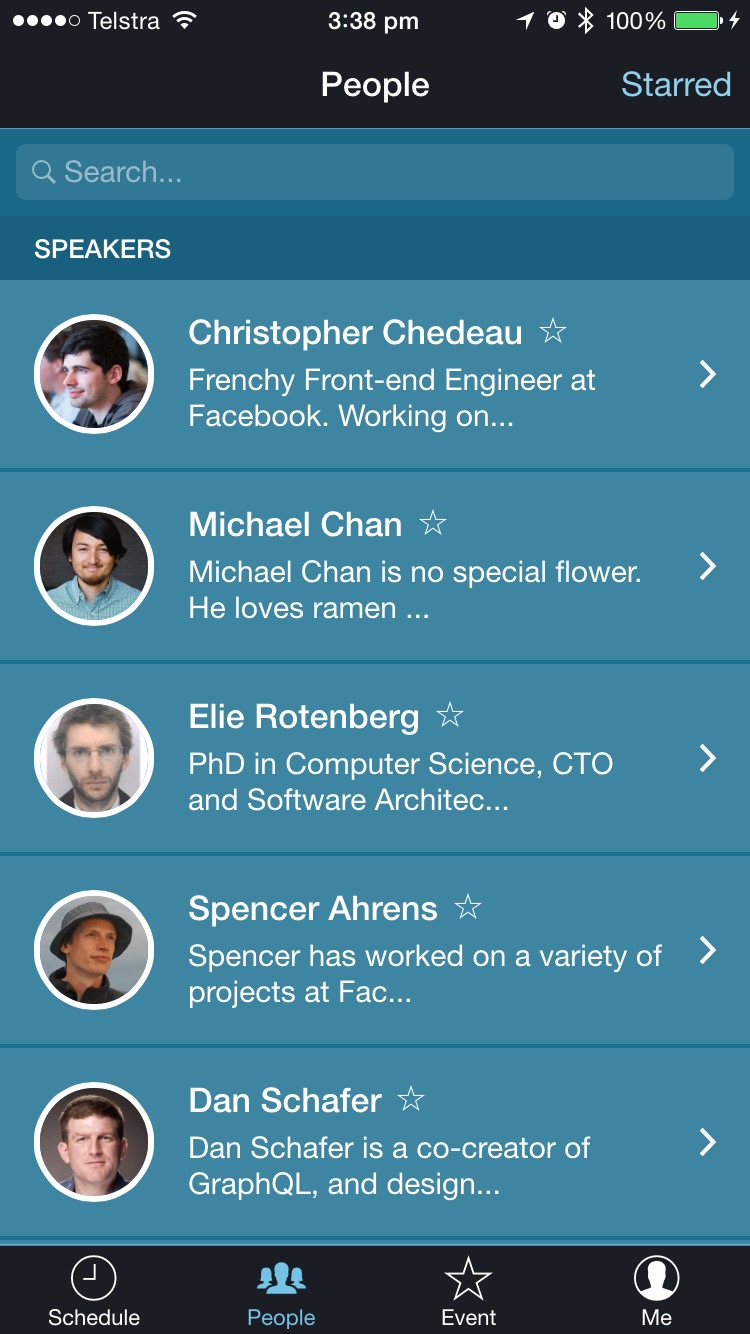 Telstra 3:38 pm 100%
People Starred
Search...
SPEAKERS
Christopher Chedeau
Frenchy Front-end Engineer at
Facebook. Working on...
Michael Chan
Michael Chan is no special flower.
He loves ramen ...
Elie Rotenberg
PhD in Computer Science, CTO
and Software Architec...
Spencer Ahrens
Spencer has worked on a variety of
projects at Fac...
Dan Schafer
Dan Schafer is a co-creator of
GraphQL, and design...
Schedule People Event Me